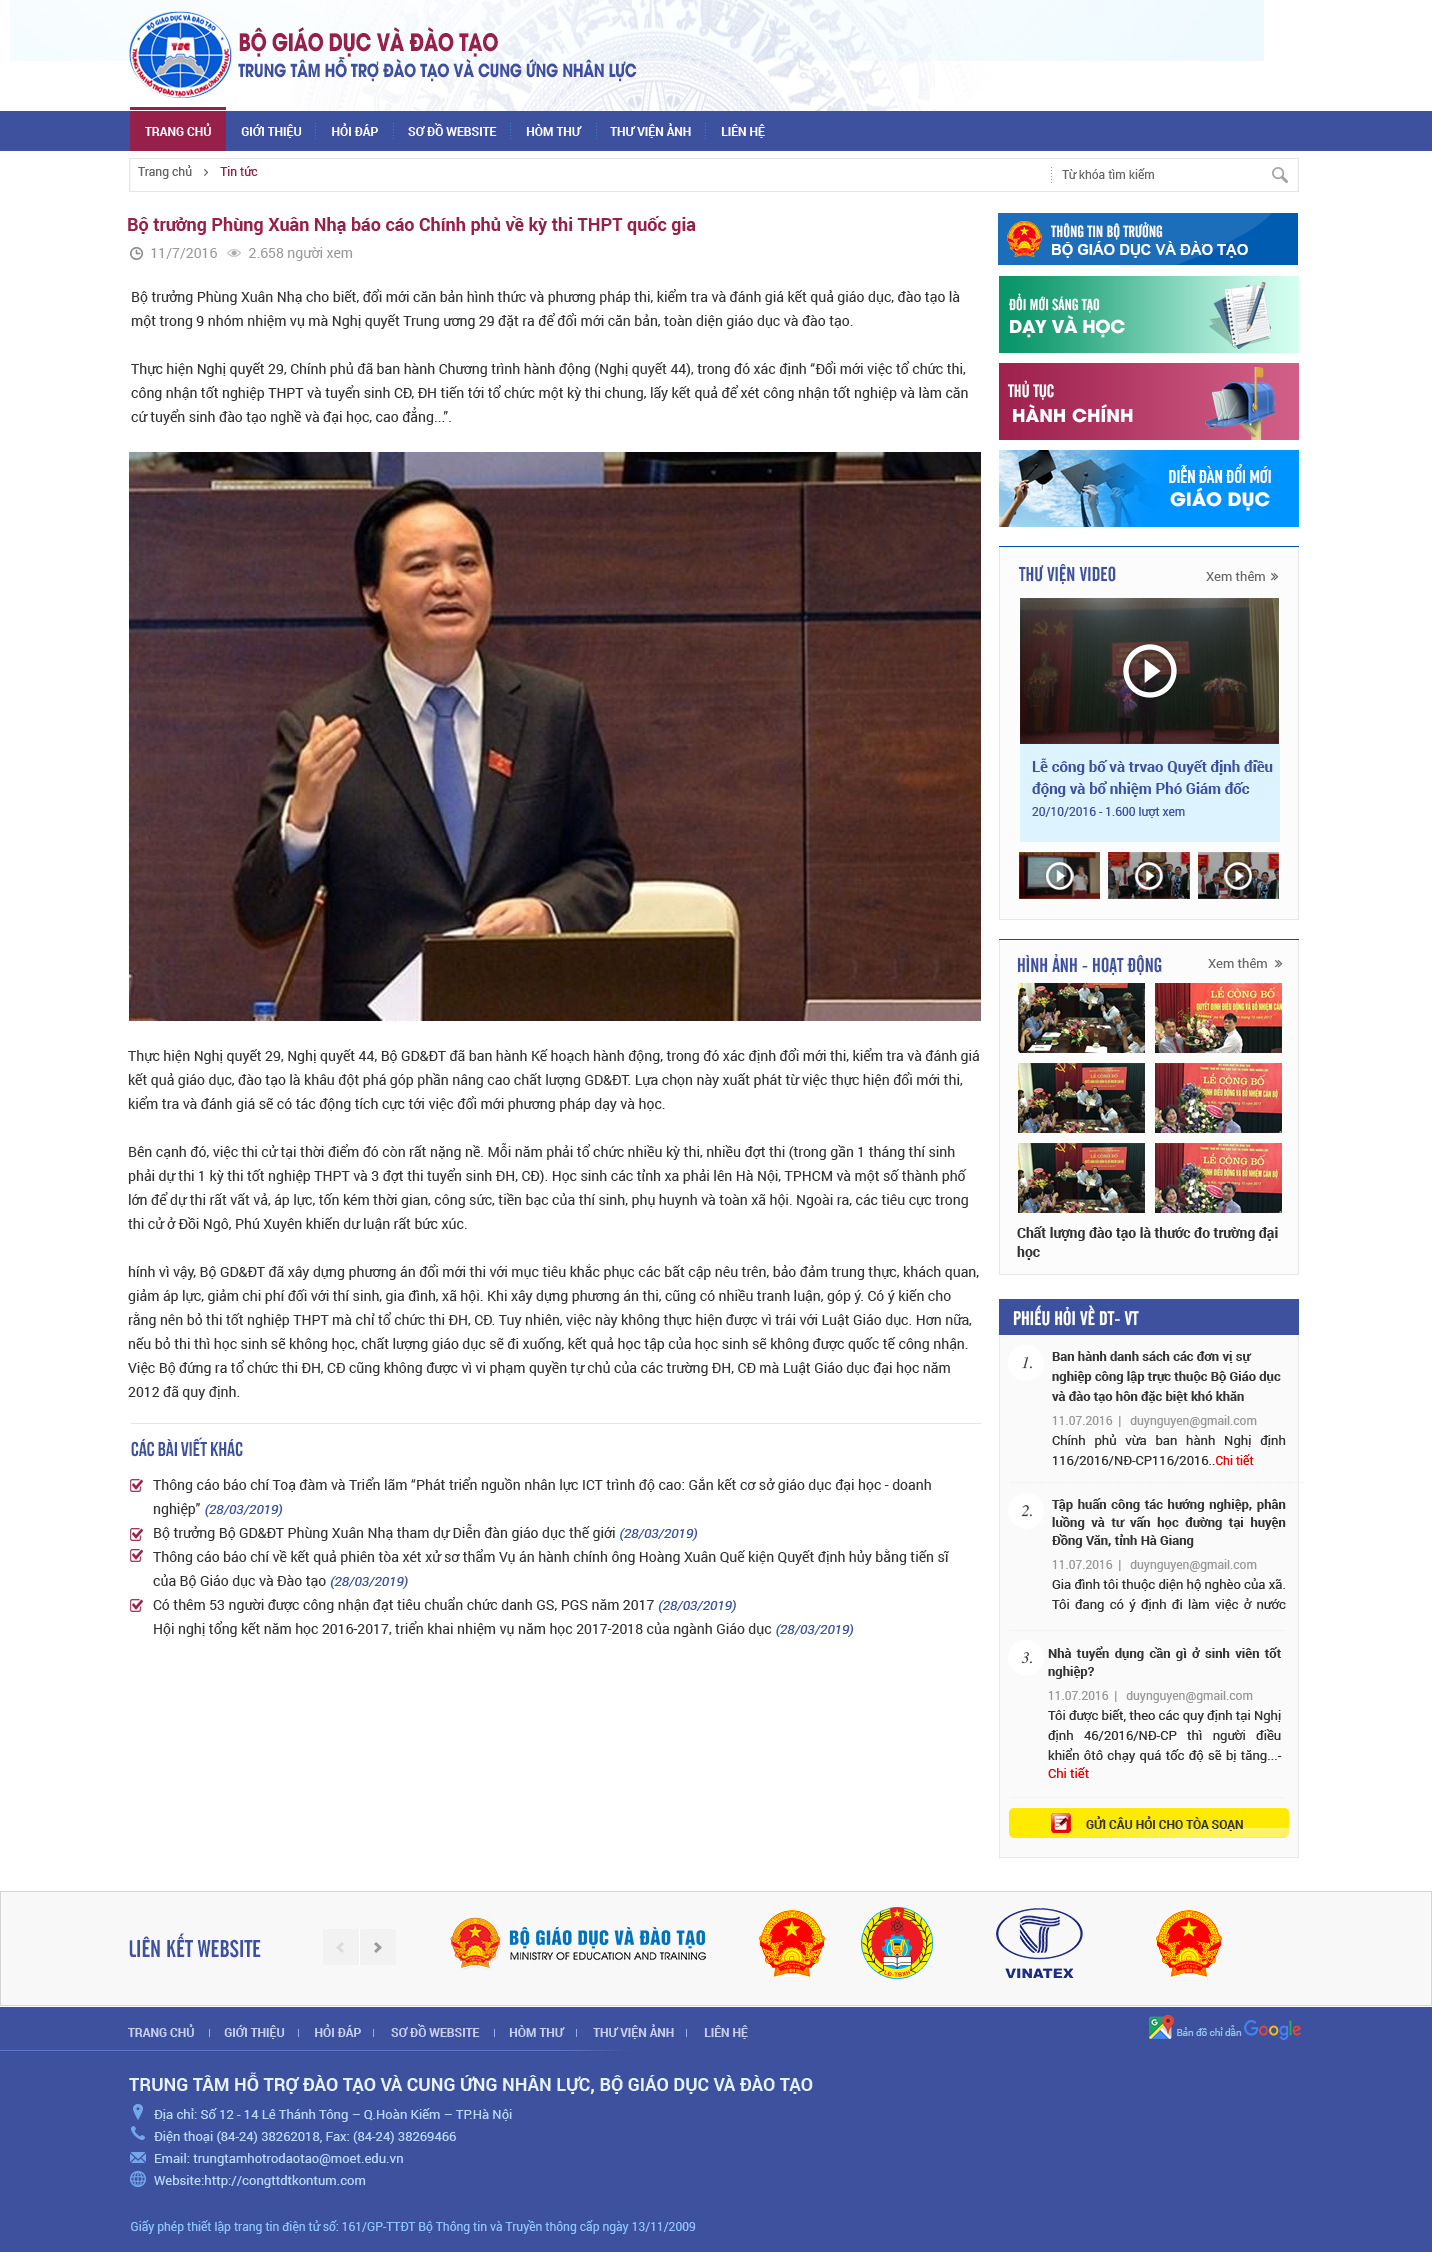 BỘ GIÁO DỤC VÀ ĐÀO TẠO
TRUNG TÂM HỖ TRỢ ĐÀO TẠO VÀ CUNG ỨNG NHÂN LỰC
TRANG CHỦ
GIỚI THIỆU
HỎI ĐÁP
SƠ ĐỒ WEBSITE
HÒM THƯ
THƯ VIỆN ẢNH
LIÊN HỆ
Trang chủ > Tin tức
Từ khóa tìm kiếm
Bộ trưởng Phùng Xuân Nhạ báo cáo Chính phủ về kỳ thi THPT quốc gia
11/7/2016 2.658 người xem
Bộ trưởng Phùng Xuân Nhạ cho biết, đổi mới căn bản hình thức và phương pháp thi, kiểm tra và đánh giá kết quả giáo dục, đào tạo là
một trong 9 nhóm nhiệm vụ mà Nghị quyết Trung ương 29 đặt ra để đổi mới căn bản, toàn diện giáo dục và đào tạo.
Thực hiện Nghị quyết 29, Chính phủ đã ban hành Chương trình hành động (Nghị quyết 44), trong đó xác định “Đổi mới việc tổ chức thi,
công nhận tốt nghiệp THPT và tuyển sinh CĐ, ĐH tiến tới tổ chức một kỳ thi chung, lấy kết quả để xét công nhận tốt nghiệp và làm căn
cứ tuyển sinh đào tạo nghề và đại học, cao đẳng...”.
Thực hiện Nghị quyết 29, Nghị quyết 44, Bộ GD&ĐT đã ban hành Kế hoạch hành động, trong đó xác định đổi mới thi, kiểm tra và đánh giá
kết quả giáo dục, đào tạo là khâu đột phá góp phần nâng cao chất lượng GD&ĐT. Lựa chọn này xuất phát từ việc thực hiện đổi mới thi,
kiểm tra và đánh giá sẽ có tác động tích cực tới việc đổi mới phương pháp dạy và học.
Bên cạnh đó, việc thi cử tại thời điểm đó còn rất nặng nề. Mỗi năm phải tổ chức nhiều kỳ thi, nhiều đợt thi (trong gần 1 tháng thí sinh
phải dự thi 1 kỳ thi tốt nghiệp THPT và 3 đợt thi tuyển sinh ĐH, CĐ). Học sinh các tỉnh xa phải lên Hà Nội, TPHCM và một số thành phố
lớn để dự thi rất vất vả, áp lực, tốn kém thời gian, công sức, tiền bạc của thí sinh, phụ huynh và toàn xã hội. Ngoài ra, các tiêu cực trong
thi cử ở Đồi Ngô, Phú Xuyên khiến dư luận rất bức xúc.
hính vì vậy, Bộ GD&ĐT đã xây dựng phương án đổi mới thi với mục tiêu khắc phục các bất cập nêu trên, bảo đảm trung thực, khách quan,
giảm áp lực, giảm chi phí đối với thí sinh, gia đình, xã hội. Khi xây dựng phương án thi, cũng có nhiều tranh luận, góp ý. Có ý kiến cho
rằng nên bỏ thi tốt nghiệp THPT mà chỉ tổ chức thi ĐH, CĐ. Tuy nhiên, việc này không thực hiện được vì trái với Luật Giáo dục. Hơn nữa,
nếu bỏ thi thì học sinh sẽ không học, chất lượng giáo dục sẽ đi xuống, kết quả học tập của học sinh sẽ không được quốc tế công nhận.
Việc Bộ đứng ra tổ chức thi ĐH, CĐ cũng không được vì vi phạm quyền tự chủ của các trường ĐH, CĐ mà Luật Giáo dục đại học năm
2012 đã quy định.
CÁC BÀI VIẾT KHÁC
Thông cáo báo chí Toạ đàm và Triển lãm “Phát triển nguồn nhân lực ICT trình độ cao: Gắn kết cơ sở giáo dục đại học - doanh
nghiệp” (28/03/2019)
Bộ trưởng Bộ GD&ĐT Phùng Xuân Nhạ tham dự Diễn đàn giáo dục thế giới (28/03/2019)
Thông cáo báo chí về kết quả phiên tòa xét xử sơ thẩm Vụ án hành chính ông Hoàng Xuân Quế kiện Quyết định hủy bằng tiến sĩ
của Bộ Giáo dục và Đào tạo (28/03/2019)
Có thêm 53 người được công nhận đạt tiêu chuẩn chức danh GS, PGS năm 2017 (28/03/2019)
Hội nghị tổng kết năm học 2016-2017, triển khai nhiệm vụ năm học 2017-2018 của ngành Giáo dục (28/03/2019)
THÔNG TIN BỘ TRƯỞNG
BỘ GIÁO DỤC VÀ ĐÀO TẠO
ĐỔI MỚI SÁNG TẠO
DẠY VÀ HỌC
THỦ TỤC
HÀNH CHÍNH
DIỄN ĐÀN ĐỔI MỚI
GIÁO DỤC
THƯ VIỆN VIDEO
Xem thêm »
Lễ công bố và trvao Quyết định điều
động và bổ nhiệm Phó Giám đốc
20/10/2016 - 1.600 lượt xem
HÌNH ẢNH - HOẠT ĐỘNG
Xem thêm »
LỄ CÔNG BỐ
LỄ CÔNG BỐ
LỄ CÔNG BỐ
Chất lượng đào tạo là thước đo trường đại
học
PHIẾU HỎI VỀ DT- VT
1.
Ban hành danh sách các đơn vị sự
nghiệp công lập trực thuộc Bộ Giáo dục
và đào tạo hôn đặc biệt khó khăn
11.07.2016 | duynguyen@gmail.com
Chính phủ vừa ban hành Nghị định
116/2016/NĐ-CP116/2016..Chi tiết
2.
Tập huấn công tác hướng nghiệp, phân
luồng và tư vấn học đường tại huyện
Đồng Văn, tỉnh Hà Giang
11.07.2016 | duynguyen@gmail.com
Gia đình tôi thuộc diện hộ nghèo của xã.
Tôi đang có ý định đi làm việc ở nước
3.
Nhà tuyển dụng cần gì ở sinh viên tốt
nghiệp?
11.07.2016 | duynguyen@gmail.com
Tôi được biết, theo các quy định tại Nghị
định 46/2016/NĐ-CP thì người điều
khiển ôtô chạy quá tốc độ sẽ bị tăng...-
Chi tiết
GỬI CÂU HỎI CHO TÒA SOẠN
LIÊN KẾT WEBSITE
BỘ GIÁO DỤC VÀ ĐÀO TẠO
MINISTRY OF EDUCATION AND TRAINING
VINATEX
TRANG CHỦ
GIỚI THIỆU
HỎI ĐÁP
SƠ ĐỒ WEBSITE
HÒM THƯ
THƯ VIỆN ẢNH
LIÊN HỆ
Bản đồ chỉ dẫn Google
TRUNG TÂM HỖ TRỢ ĐÀO TẠO VÀ CUNG ỨNG NHÂN LỰC, BỘ GIÁO DỤC VÀ ĐÀO TẠO
Địa chỉ: Số 12 - 14 Lê Thánh Tông – Q.Hoàn Kiếm – TP.Hà Nội
Điện thoại (84-24) 38262018, Fax: (84-24) 38269466
Email: trungtamhotrodaotao@moet.edu.vn
Website:http://congttdtkontum.com
Giấy phép thiết lập trang tin điện tử số: 161/GP-TTĐT Bộ Thông tin và Truyền thông cấp ngày 13/11/2009